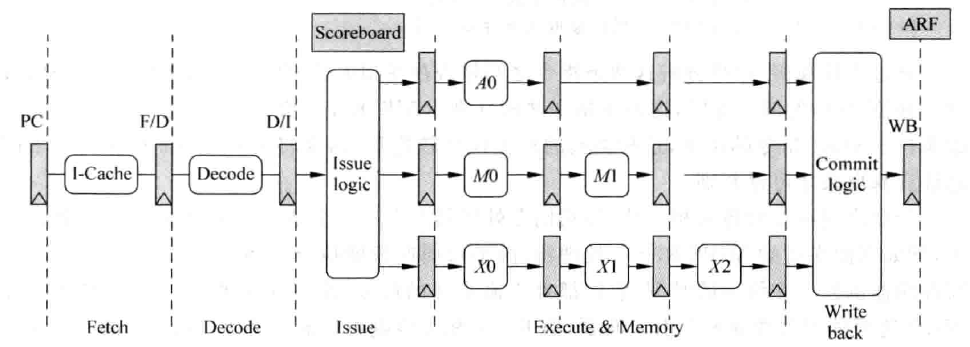 Scoreboard
ARF
PC
F/D
D/I
WB
I-Cache
Decode
Issue
logic
A0
M0
M1
X0
X1
X2
Commit
logic
Fetch
Decode
Issue
Execute & Memory
Write
back